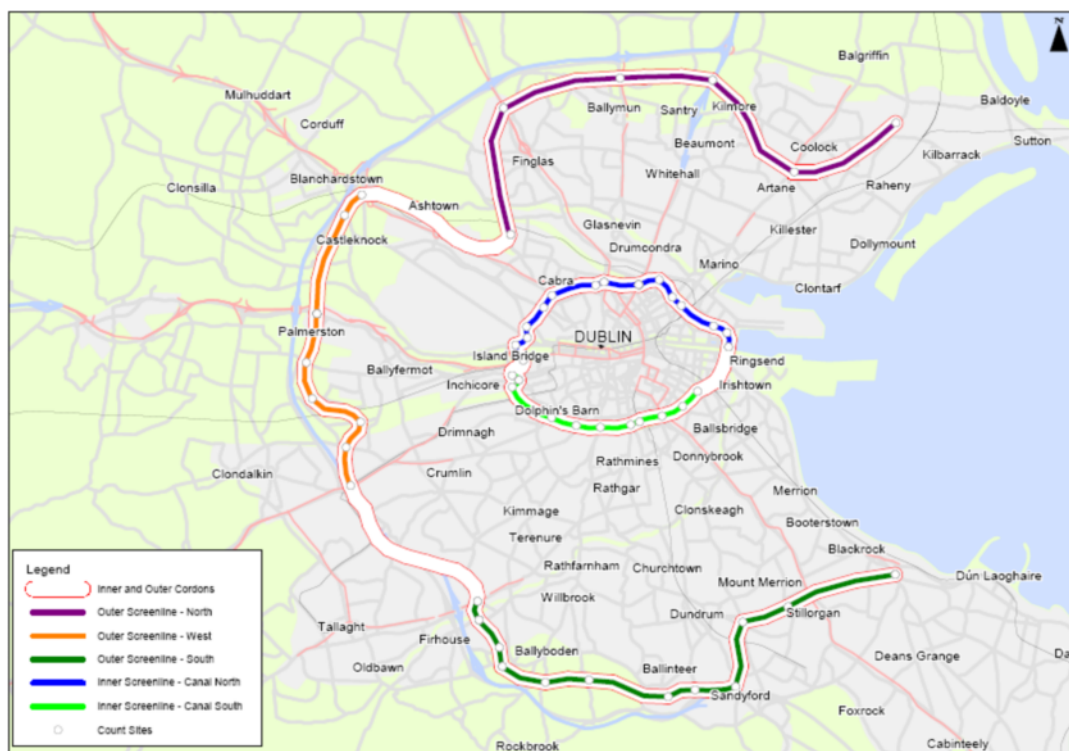 N
Balgriffin
Mulhuddart
Baldoyle
Ballymun
Santry
Kilmore
Corduff
Beaumont
Coolock
Sutton
Finglas
Kilbarrack
Whitehall
Blanchardstown
Clonsilla
Artane
Raheny
Ashtown
Glasnevin
Killester
Castleknock
Drumcondra
Dollymount
Marino
Cabra
Clontarf
Palmerston
DUBLIN
Island Bridge
Ringsend
Ballyfermot
Inchicore
Irishtown
Dolphin's Barn
Drimnagh
Ballsbridge
Donnybrook
Rathmines
Clondalkin
Crumlin
Rathgar
Merrion
Kimmage
Clonskeagh
Booterstown
Terenure
Blackrock
Rathfarnham
Churchtown
Mount Merrion
Dún Laoghaire
Willbrook
Dundrum
Stillorgan
Tallaght
Firhouse
Ballyboden
Deans Grange
Da
Oldbawn
Ballinteer
Sandyford
Foxrock
Rockbrook
Cabinteely
Legend
Inner and Outer Cordons
Outer Screenline - North
Outer Screenline - West
Outer Screenline - South
Inner Screenline - Canal North
Inner Screenline - Canal South
Count Sites